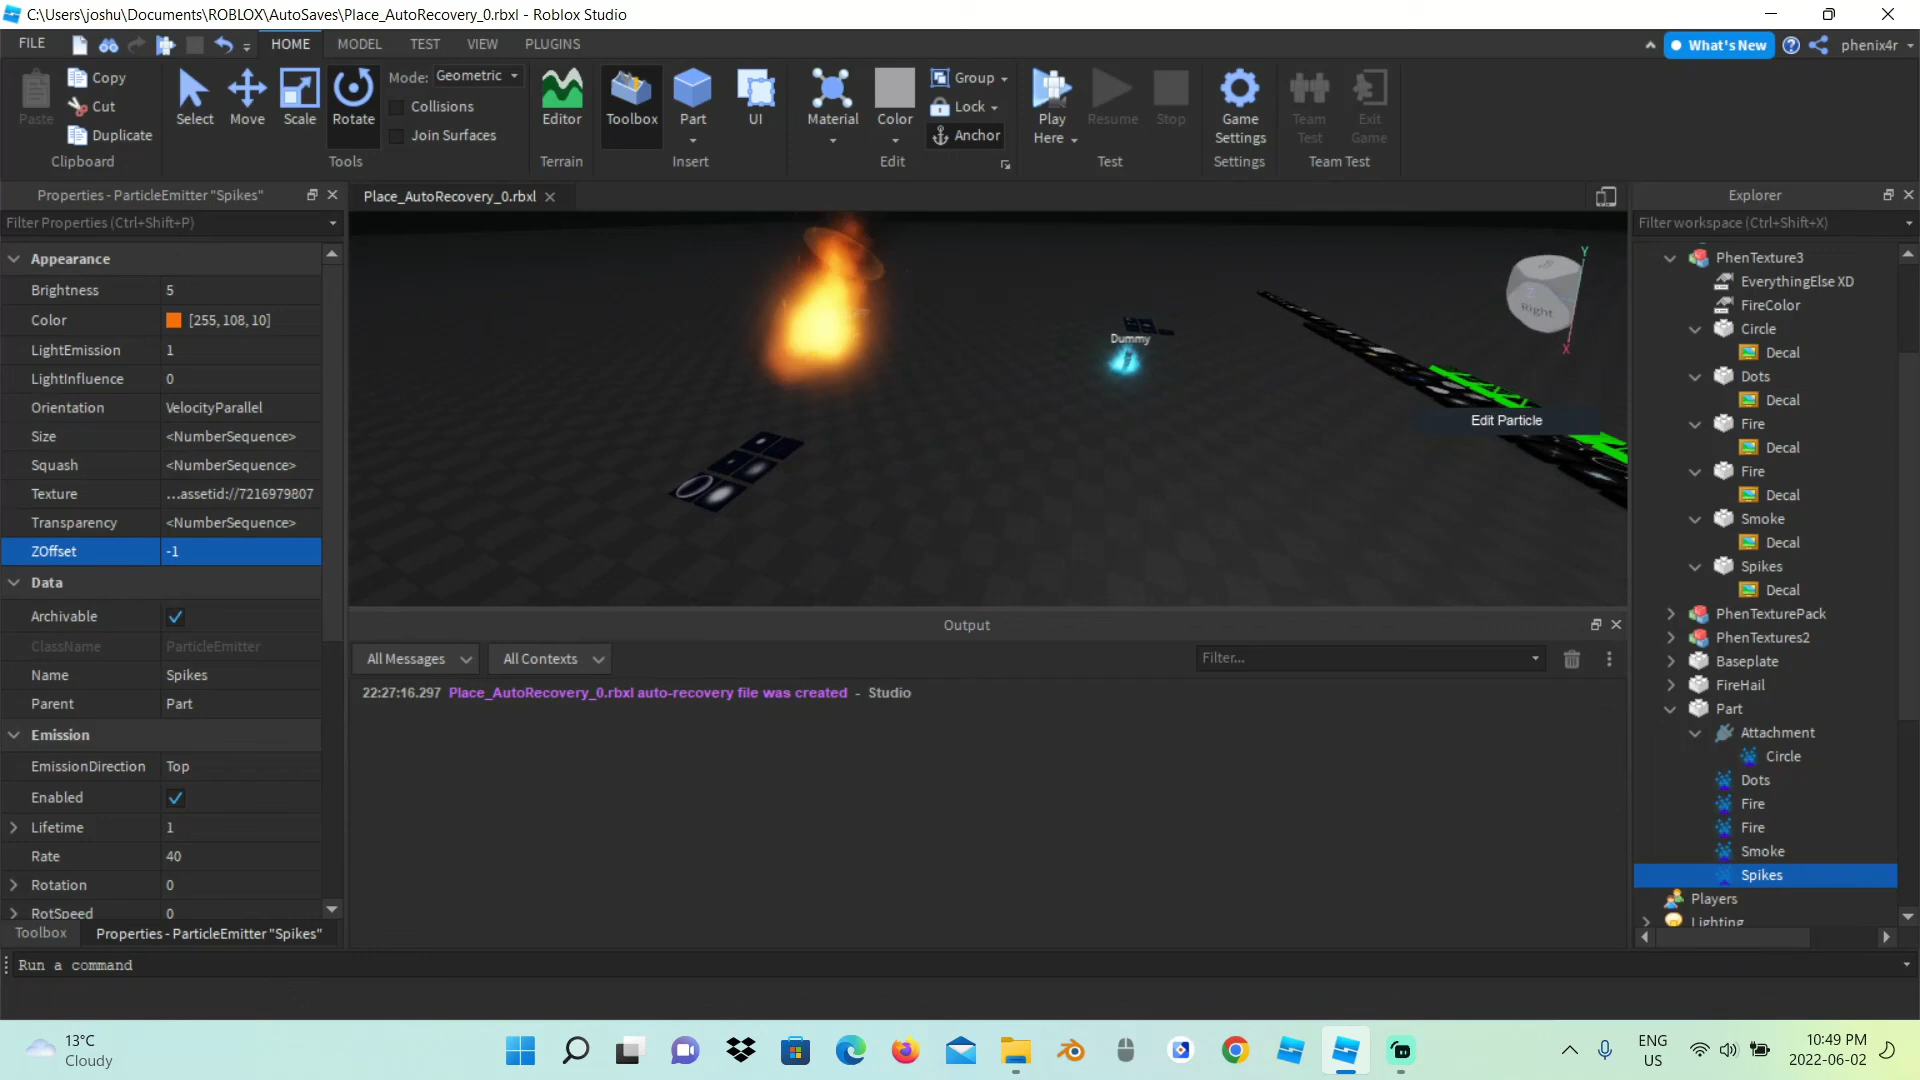 C:\Users\joshu\Documents\ROBLOX\AutoSaves\Place_AutoRecovery_0.rbxl - Roblox Studio
FILE
HOME
MODEL
TEST
VIEW
PLUGINS
What's New
phenix4r
Paste
Copy
Cut
Duplicate
Clipboard
Select
Move
Scale
Rotate
Mode: Geometric
Collisions
Join Surfaces
Tools
Editor
Terrain
Toolbox
Part
UI
Insert
Material
Color
Group
Lock
Anchor
Edit
Play
Here
Resume
Stop
Test
Game
Settings
Settings
Team
Test
Exit
Game
Team Test
Properties - ParticleEmitter "Spikes"
Filter Properties (Ctrl+Shift+P)
Appearance
Brightness 5
Color [255, 108, 10]
LightEmission 1
LightInfluence 0
Orientation VelocityParallel
Size <NumberSequence>
Squash <NumberSequence>
Texture ...assetid://7216979807
Transparency <NumberSequence>
ZOffset -1
Data
Archivable
ClassName ParticleEmitter
Name Spikes
Parent Part
Emission
EmissionDirection Top
Enabled
Lifetime 1
Rate 40
Rotation 0
RotSpeed 0
Toolbox
Properties - ParticleEmitter "Spikes"
Place_AutoRecovery_0.rbxl
Dummy
Y
Z
Right
X
Edit Particle
Output
All Messages
All Contexts
Filter...
22:27:16.297 Place_AutoRecovery_0.rbxl auto-recovery file was created - Studio
Explorer
Filter workspace (Ctrl+Shift+X)
PhenTexture3
EverythingElse XD
FireColor
Circle
Decal
Dots
Decal
Fire
Decal
Fire
Decal
Smoke
Decal
Spikes
Decal
PhenTexturePack
PhenTextures2
Baseplate
FireHail
Part
Attachment
Circle
Dots
Fire
Fire
Smoke
Spikes
Players
Lighting
Run a command
13°C
Cloudy
ENG
US
10:49 PM
2022-06-02